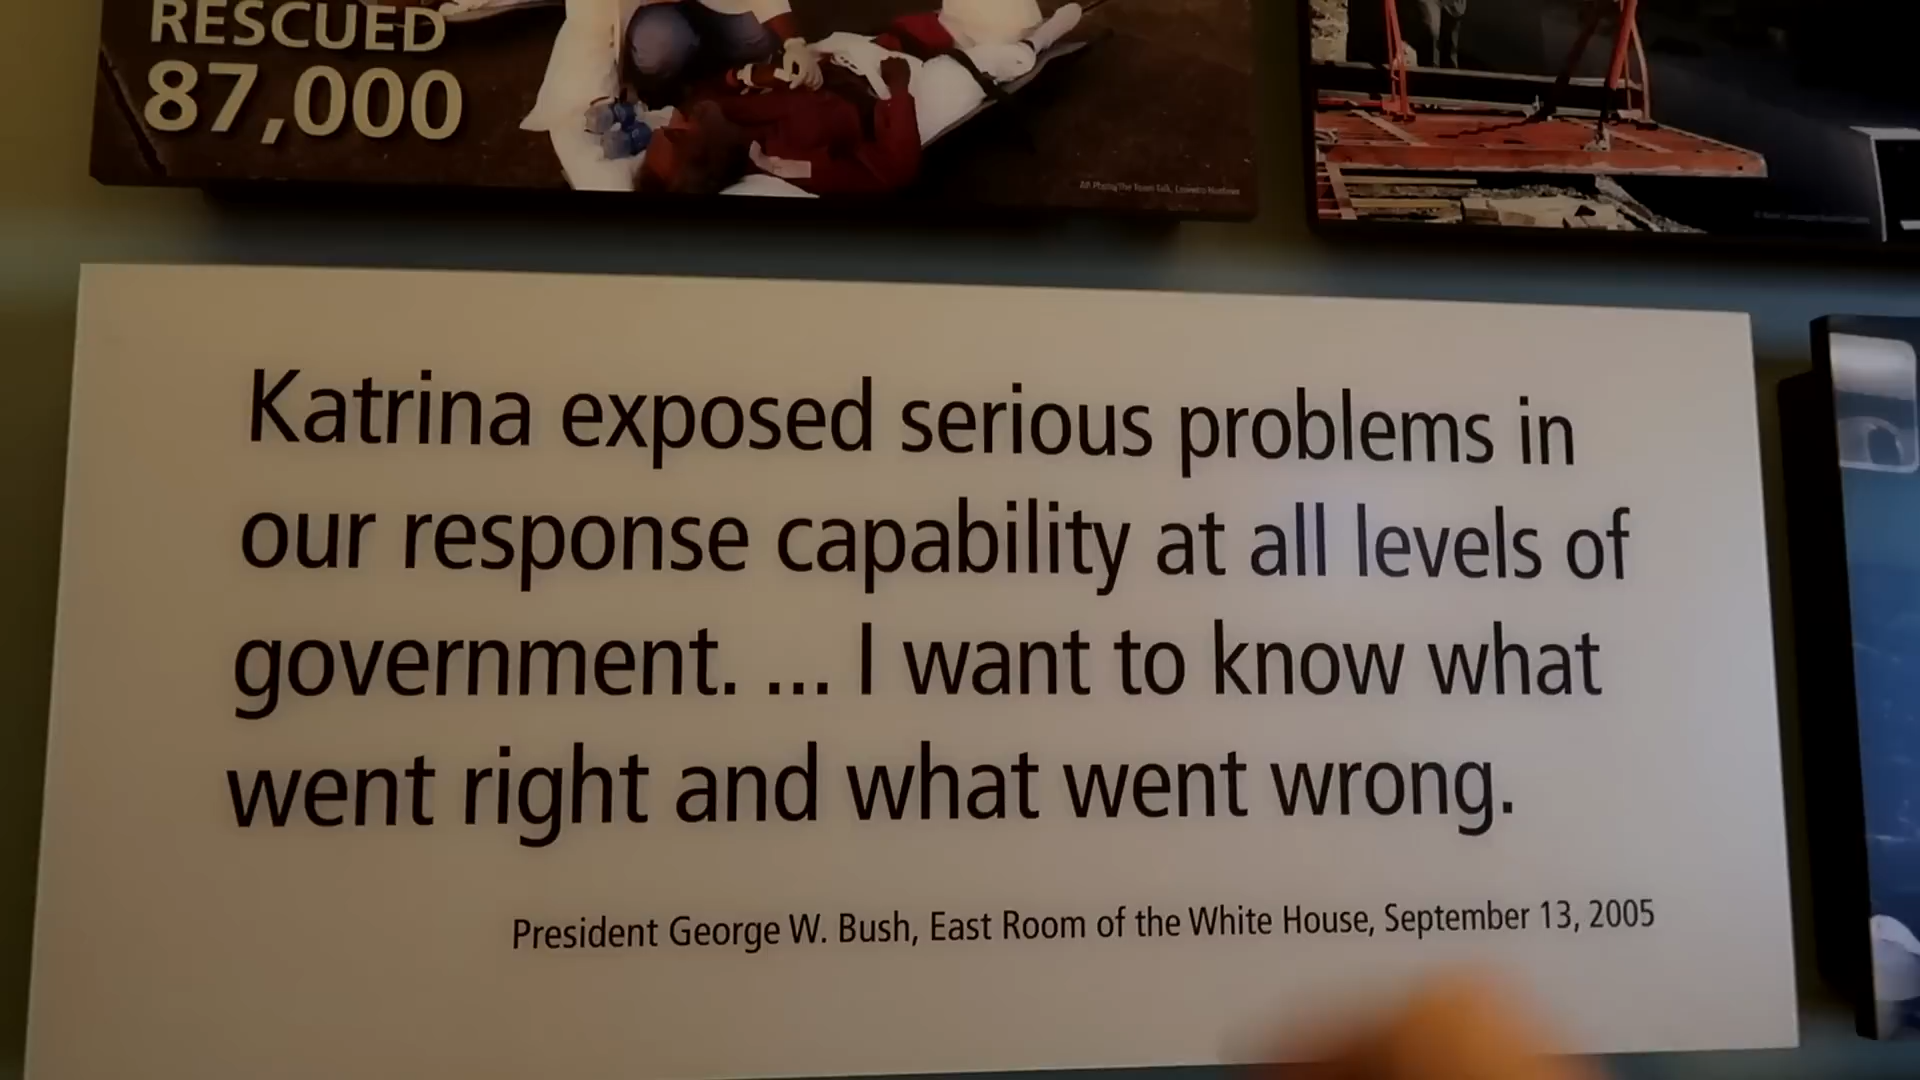 RESCUED
87,000
Katrina exposed serious problems in
our response capability at all levels of
government. ... I want to know what
went right and what went wrong.
President George W. Bush, East Room of the White House, September 13, 2005